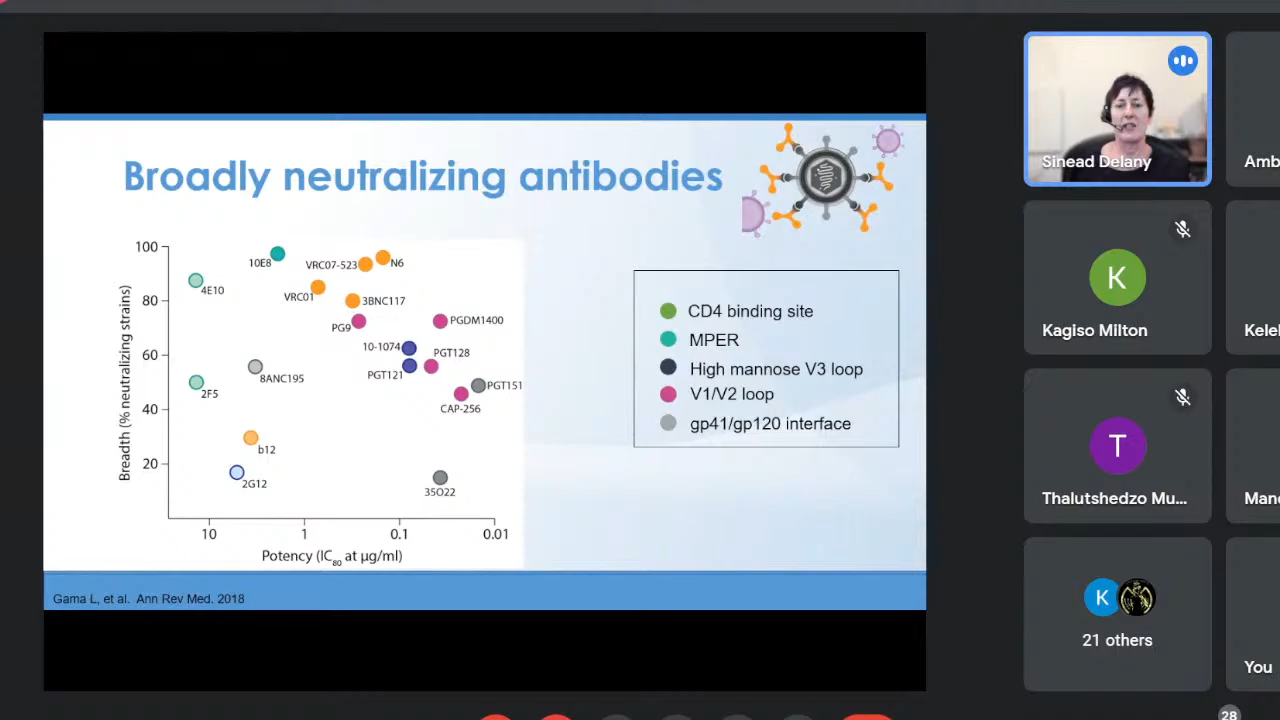 Broadly neutralizing antibodies
Breadth (% neutralizing strains)
100
80
60
40
20
10E8
4E10
VRC07-523
N6
VRC01
3BNC117
PG9
PGDM1400
10-1074
PGT128
PGT121
8ANC195
PGT151
2F5
CAP-256
b12
2G12
35O22
10
1
0.1
0.01
Potency (IC80 at µg/ml)
CD4 binding site
MPER
High mannose V3 loop
V1/V2 loop
gp41/gp120 interface
Gama L, et al. Ann Rev Med. 2018
Sinead Delany
Amb
K
Kagiso Milton
Kele
T
Thalutshedzo Mu...
K
21 others
You
28